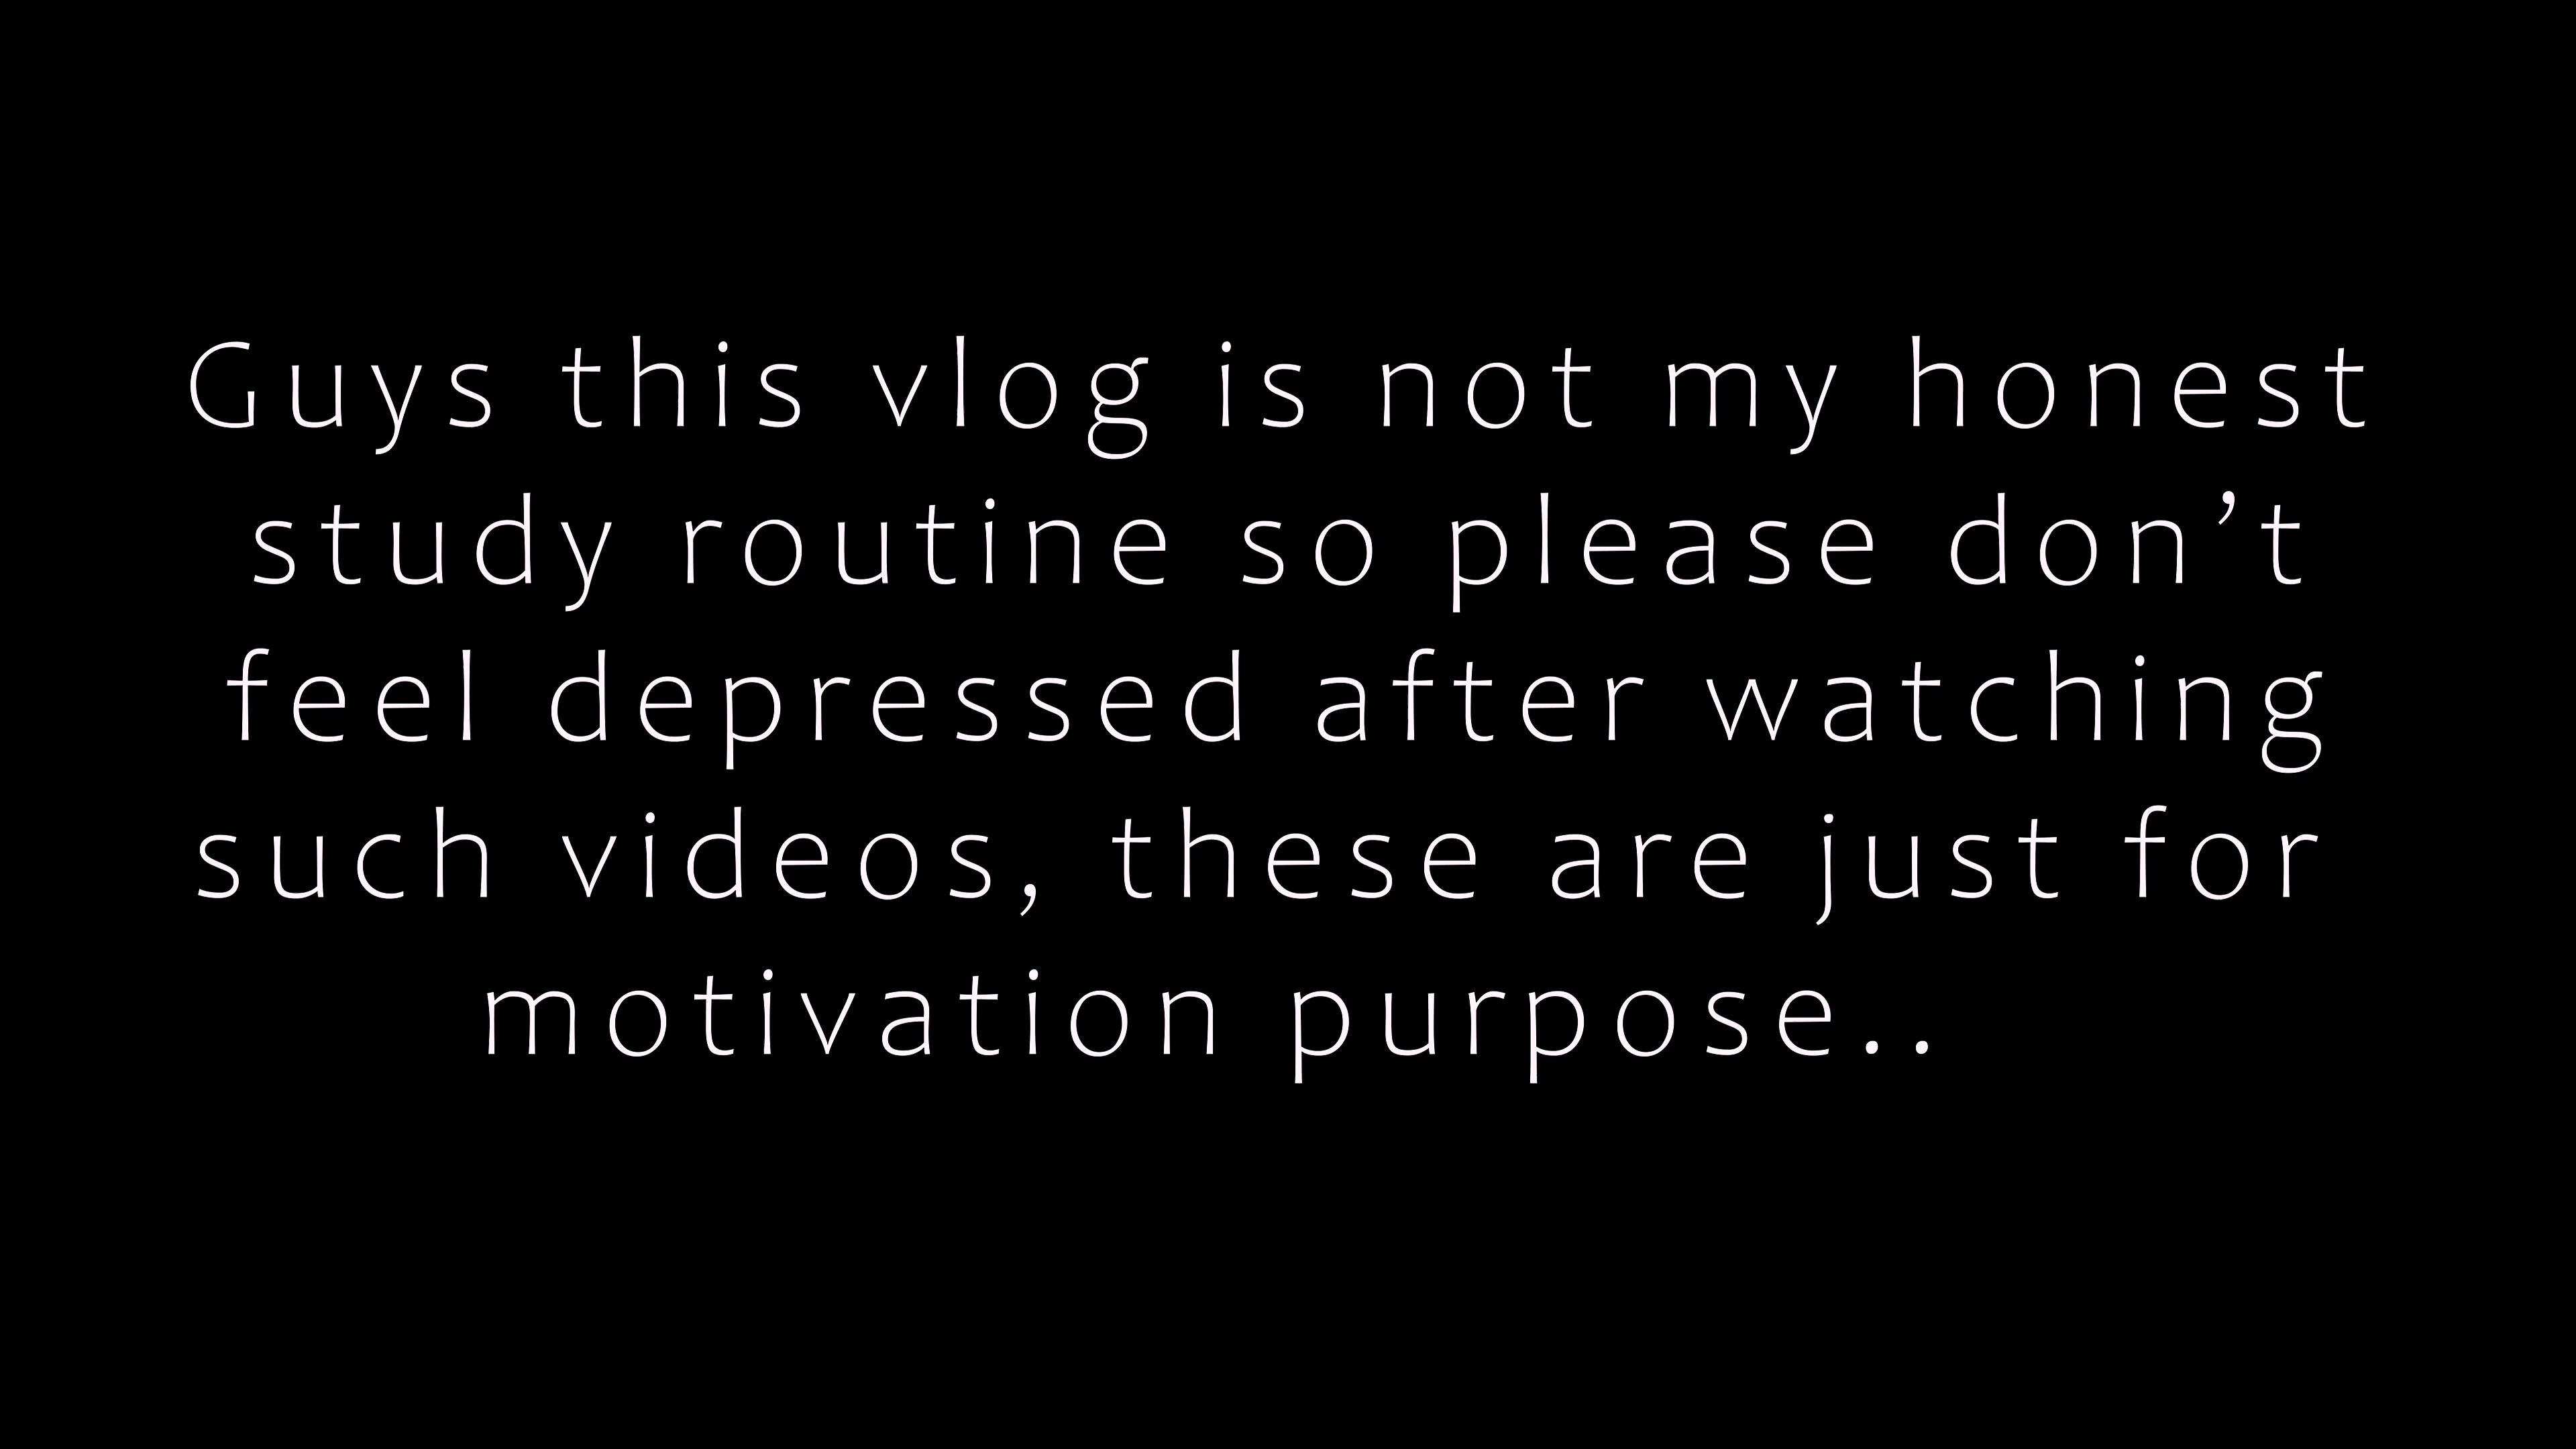 Guys this vlog is not my honest
study routine so please don’t
feel depressed after watching
such videos, these are just for
motivation purpose..